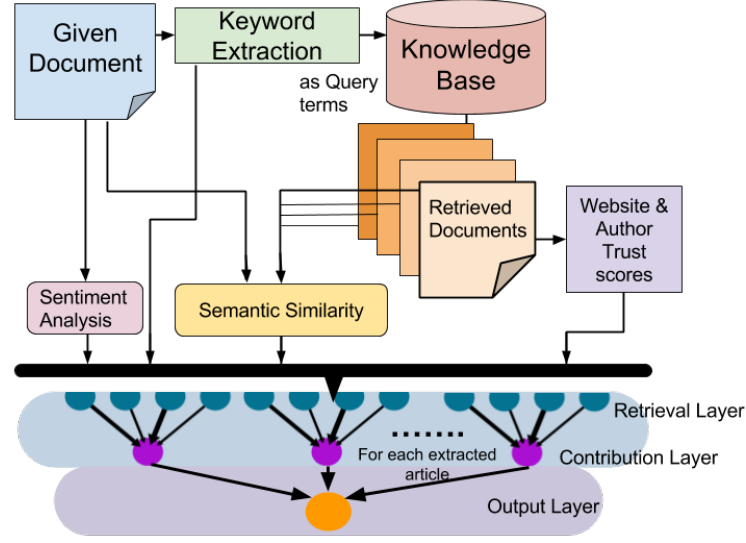 Given
Document
Keyword
Extraction
Knowledge
Base
as Query
terms
Retrieved
Documents
Website &
Author
Trust
scores
Sentiment
Analysis
Semantic Similarity
Retrieval Layer
For each extracted
article
Contribution Layer
Output Layer